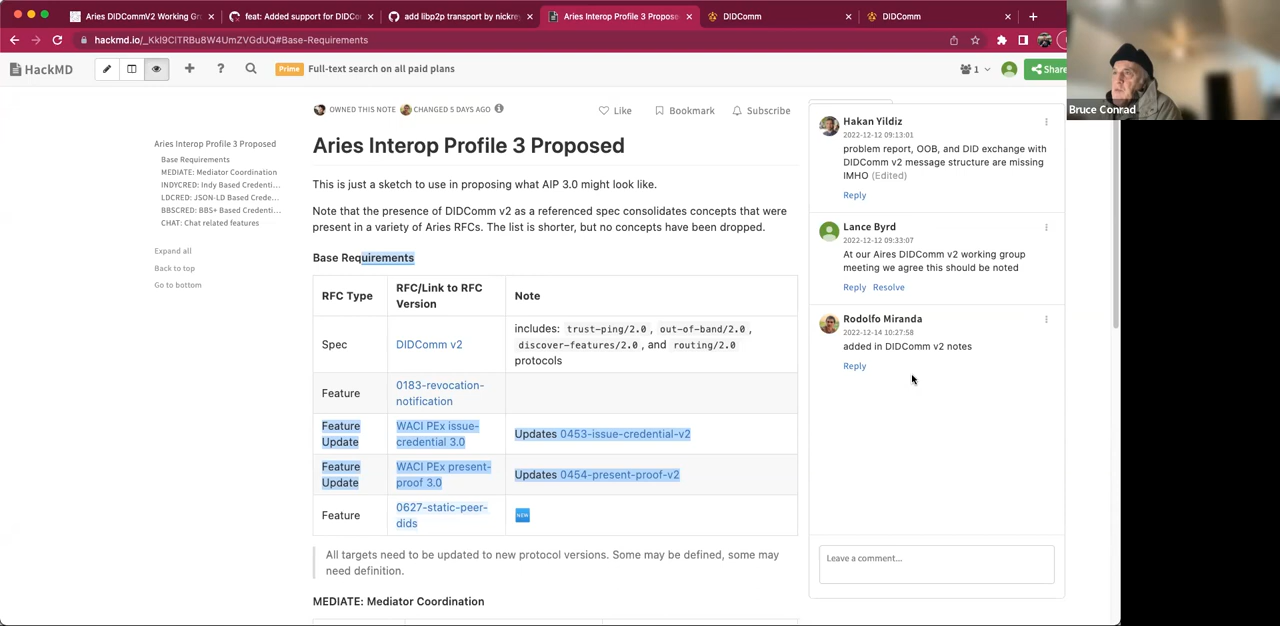 Aries DIDCommV2 Working Gr
feat: Added support for DIDCo
add libp2p transport by nickrey
Aries Interop Profile 3 Propose
DIDComm
DIDComm
hackmd.io/_Kkl9ClTRBu8W4UmZVGdUQ#Base-Requirements
HackMD
Prime
Full-text search on all paid plans
1
Share
Bruce Conrad
OWNED THIS NOTE
CHANGED 5 DAYS AGO
Like
Bookmark
Subscribe
Aries Interop Profile 3 Proposed
Base Requirements
MEDIATE: Mediator Coordination
INDYCRED: Indy Based Credenti...
LDCRED: JSON-LD Based Crede...
BBSCRED: BBS+ Based Credenti...
CHAT: Chat related features
Expand all
Back to top
Go to bottom
Aries Interop Profile 3 Proposed
This is just a sketch to use in proposing what AIP 3.0 might look like.
Note that the presence of DIDComm v2 as a referenced spec consolidates concepts that were
present in a variety of Aries RFCs. The list is shorter, but no concepts have been dropped.
Base Requirements
RFC Type
RFC/Link to RFC
Version
Note
Spec
DIDComm v2
includes: trust-ping/2.0, out-of-band/2.0,
discover-features/2.0, and routing/2.0
protocols
Feature
0183-revocation-
notification
Feature
Update
WACI PEx issue-
credential 3.0
Updates 0453-issue-credential-v2
Feature
Update
WACI PEx present-
proof 3.0
Updates 0454-present-proof-v2
Feature
0627-static-peer-
dids
NEW
All targets need to be updated to new protocol versions. Some may be defined, some may
need definition.
MEDIATE: Mediator Coordination
Hakan Yildiz
2022-12-12 09:13:01
problem report, OOB, and DID exchange with
DIDComm v2 message structure are missing
IMHO (Edited)
Reply
Lance Byrd
2022-12-12 09:33:07
At our Aires DIDComm v2 working group
meeting we agree this should be noted
Reply Resolve
Rodolfo Miranda
2022-12-14 10:27:58
added in DIDComm v2 notes
Reply
Leave a comment...